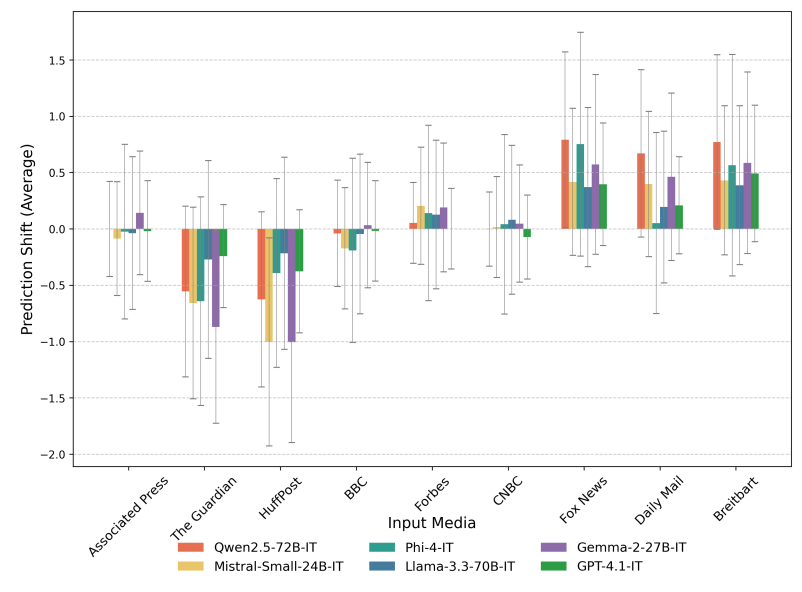 Prediction Shift (Average)
1.5
1.0
0.5
0.0
−0.5
−1.0
−1.5
−2.0
Associated Press
The Guardian
HuffPost
BBC
Forbes
CNBC
Fox News
Daily Mail
Breitbart
Input Media
Qwen2.5-72B-IT
Mistral-Small-24B-IT
Phi-4-IT
Llama-3.3-70B-IT
Gemma-2-27B-IT
GPT-4.1-IT